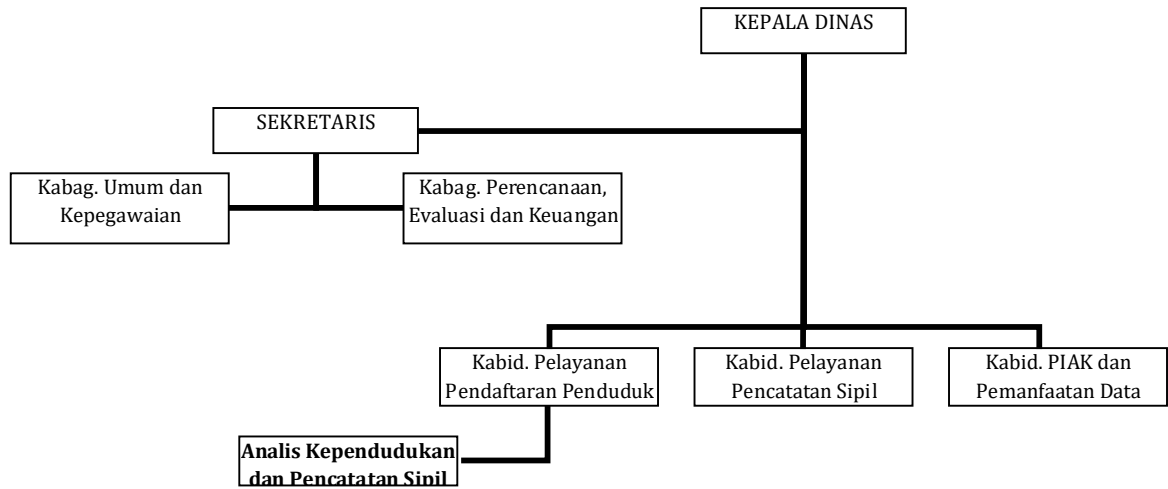 KEPALA DINAS
SEKRETARIS
Kabag. Umum dan
Kepegawaian
Kabag. Perencanaan,
Evaluasi dan Keuangan
Kabid. Pelayanan
Pendaftaran Penduduk
Kabid. Pelayanan
Pencatatan Sipil
Kabid. PIAK dan
Pemanfaatan Data
Analis Kependudukan
dan Pencatatan Sipil